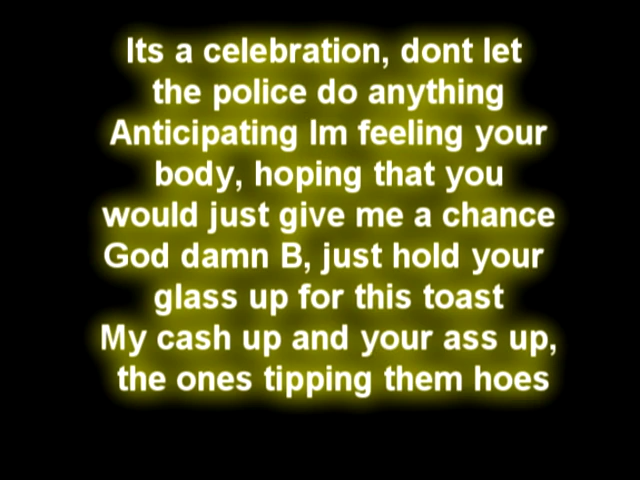 Its a celebration, dont let
the police do anything
Anticipating Im feeling your
body, hoping that you
would just give me a chance
God damn B, just hold your
glass up for this toast
My cash up and your ass up,
the ones tipping them hoes